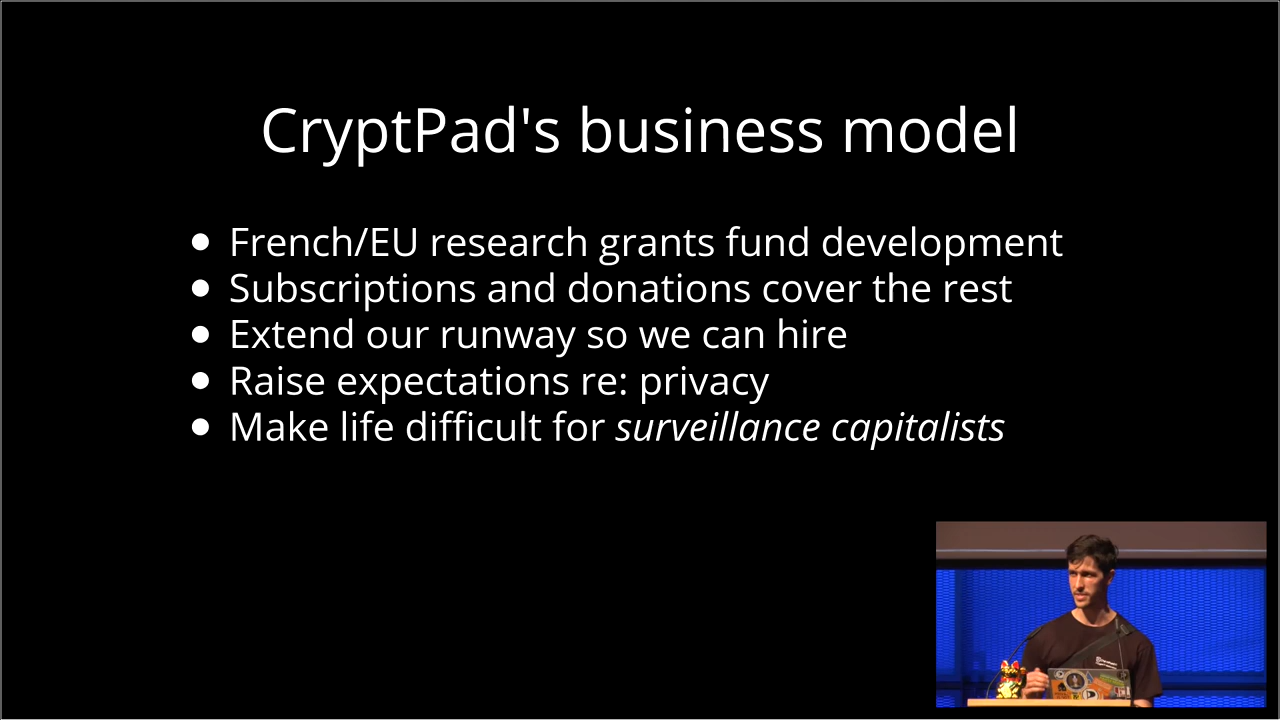 CryptPad's business model
French/EU research grants fund development
Subscriptions and donations cover the rest
Extend our runway so we can hire
Raise expectations re: privacy
Make life difficult for surveillance capitalists